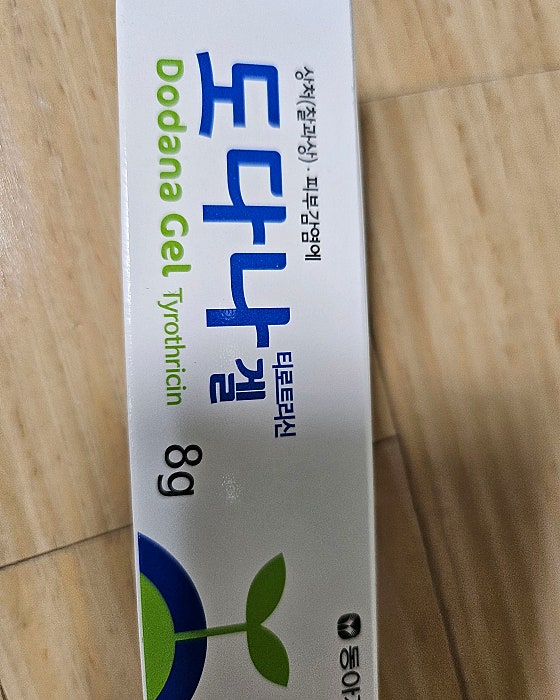 상처(찰과상)·피부감염에
도다나겔 티로트리신
Dodana Gel Tyrothricin
8g
동아